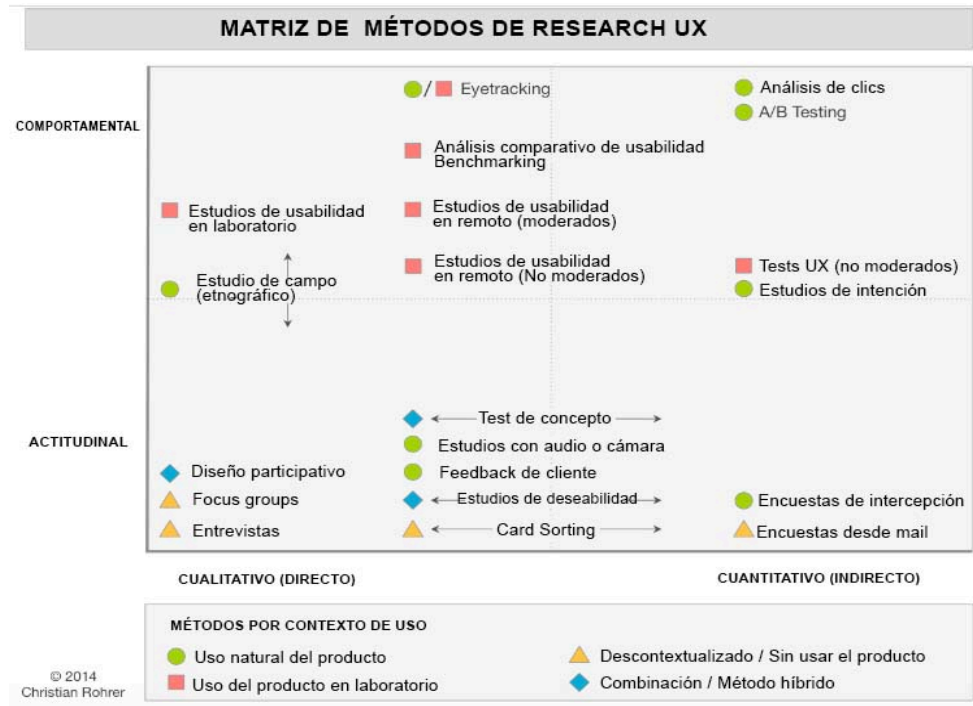 MATRIZ DE MÉTODOS DE RESEARCH UX
COMPORTAMENTAL
/ Eyetracking
Análisis de clics
A/B Testing
Análisis comparativo de usabilidad
Benchmarking
Estudios de usabilidad
en laboratorio
Estudios de usabilidad
en remoto (moderados)
Estudio de campo
(etnográfico)
Estudios de usabilidad
en remoto (No moderados)
Tests UX (no moderados)
Estudios de intención
ACTITUDINAL
Test de concepto
Estudios con audio o cámara
Diseño participativo
Feedback de cliente
Focus groups
Estudios de deseabilidad
Encuestas de intercepción
Entrevistas
Card Sorting
Encuestas desde mail
CUALITATIVO (DIRECTO)
CUANTITATIVO (INDIRECTO)
MÉTODOS POR CONTEXTO DE USO
Uso natural del producto
Descontextualizado / Sin usar el producto
Uso del producto en laboratorio
Combinación / Método híbrido
© 2014
Christian Rohrer